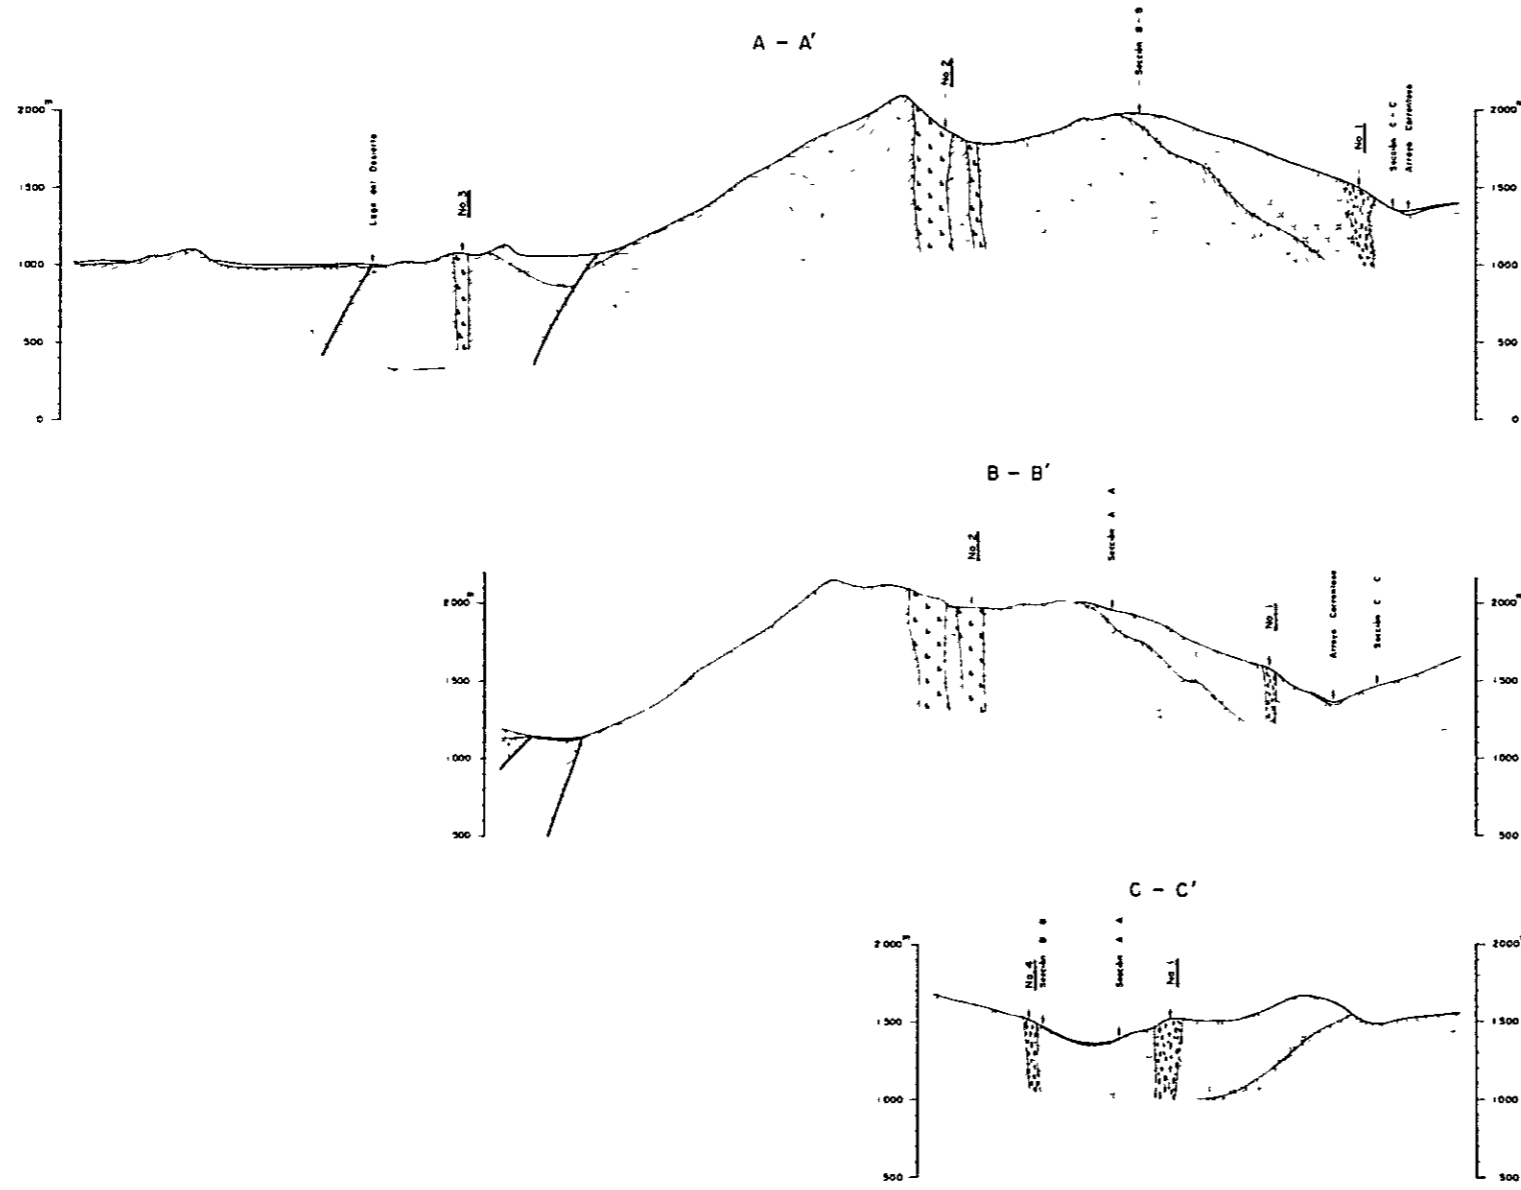 A - A'
Sección B - B
No 2
2000 m
2000 m
Sección C - C
Arroyo Correntoso
No 1
Lago del Desierto
No 3
1500
1500
1000
1000
500
500
0
0
B - B'
Sección A A
No 2
2000 m
2000 m
No 1
Arroyo Correntoso
Sección C C
1500
1500
1000
1000
500
500
C - C'
2000 m
2000
No 4
Sección B B
Sección A A
No 1
1500
1500
1000
1000
500
500